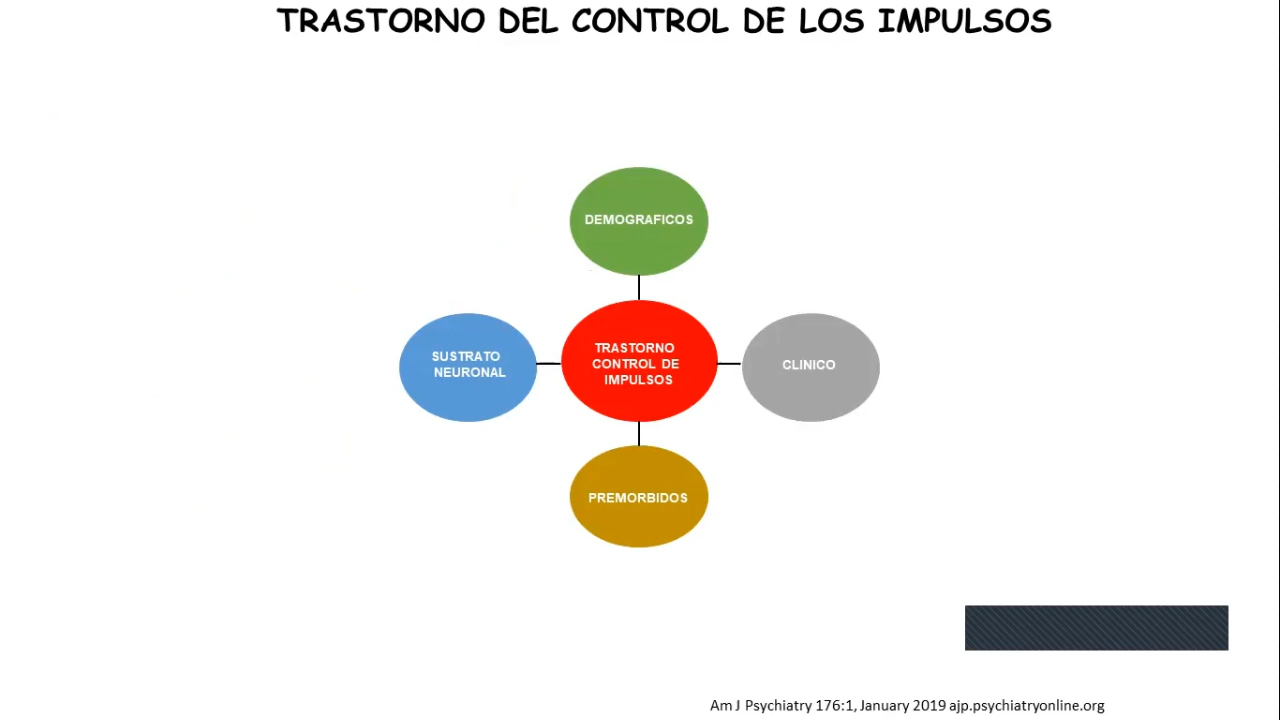 TRASTORNO DEL CONTROL DE LOS IMPULSOS
DEMOGRAFICOS
SUSTRATO
NEURONAL
TRASTORNO
CONTROL DE
IMPULSOS
CLINICO
PREMORBIDOS
Am J Psychiatry 176:1, January 2019 ajp.psychiatryonline.org